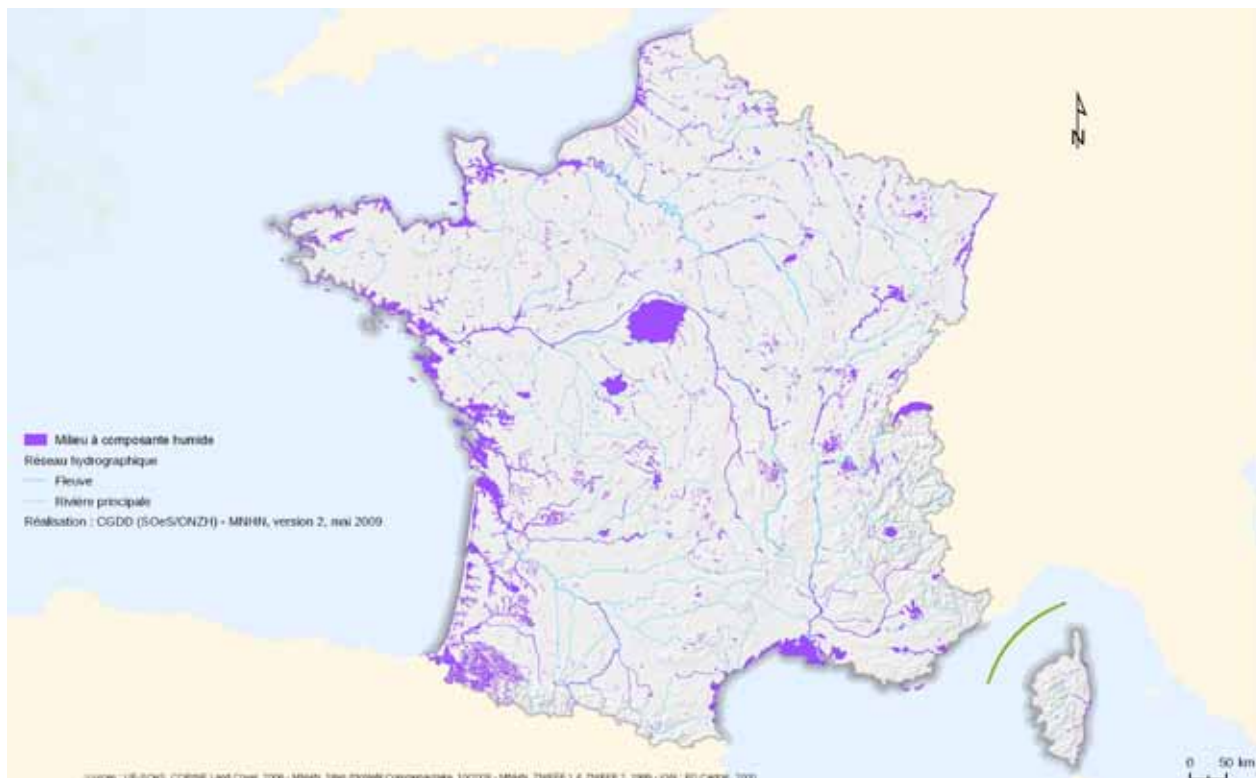 N
Milieu à composante humide
Réseau hydrographique
Fleuve
Rivière principale
Réalisation : CGDD (SOeS/ONZH) - MNHN, version 2, mai 2009
0 50 km